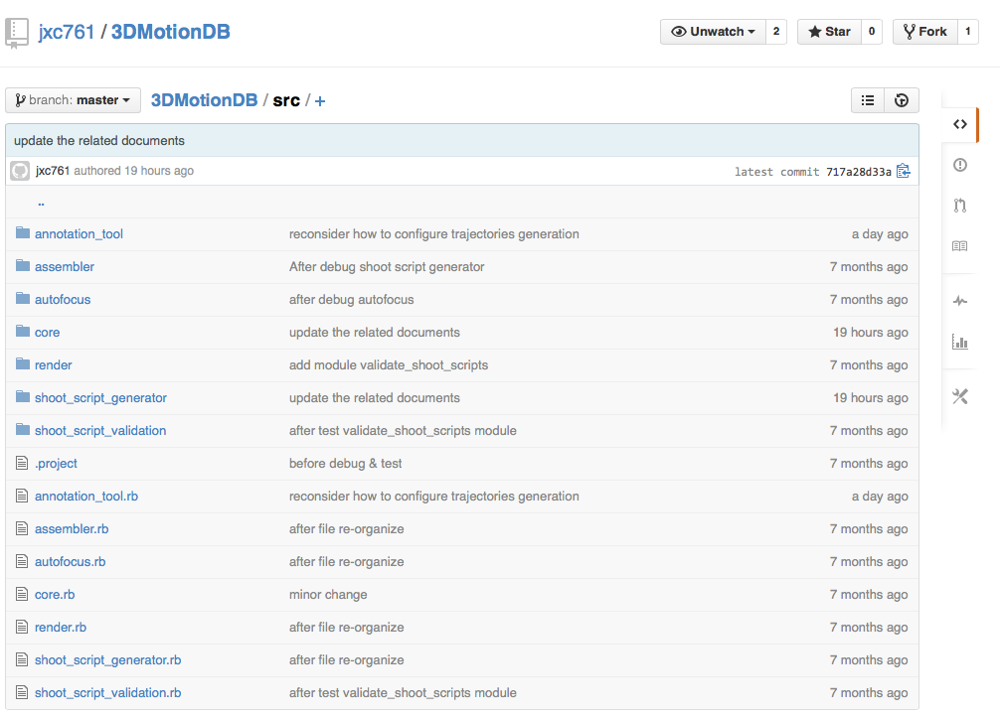 jxc761 / 3DMotionDB Unwatch 2 Star 0 Fork 1
branch: master 3DMotionDB / src / +
update the related documents
jxc761 authored 19 hours ago latest commit 717a28d33a
..
annotation_tool reconsider how to configure trajectories generation a day ago
assembler After debug shoot script generator 7 months ago
autofocus after debug autofocus 7 months ago
core update the related documents 19 hours ago
render add module validate_shoot_scripts 7 months ago
shoot_script_generator update the related documents 19 hours ago
shoot_script_validation after test validate_shoot_scripts module 7 months ago
.project before debug & test 7 months ago
annotation_tool.rb reconsider how to configure trajectories generation a day ago
assembler.rb after file re-organize 7 months ago
autofocus.rb after file re-organize 7 months ago
core.rb minor change 7 months ago
render.rb after file re-organize 7 months ago
shoot_script_generator.rb after file re-organize 7 months ago
shoot_script_validation.rb after test validate_shoot_scripts module 7 months ago